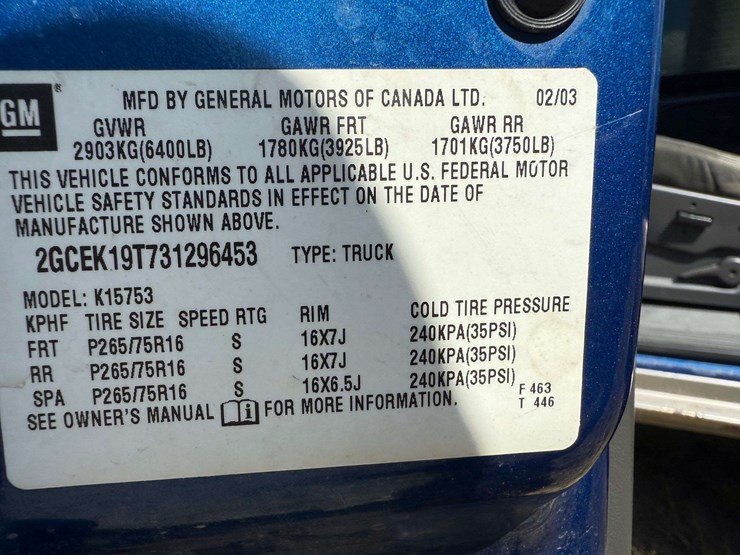 GM ®
MFD BY GENERAL MOTORS OF CANADA LTD. 02/03
GVWR GAWR FRT GAWR RR
2903KG(6400LB) 1780KG(3925LB) 1701KG(3750LB)
THIS VEHICLE CONFORMS TO ALL APPLICABLE U.S. FEDERAL MOTOR
VEHICLE SAFETY STANDARDS IN EFFECT ON THE DATE OF
MANUFACTURE SHOWN ABOVE.
2GCEK19T731296453 TYPE: TRUCK
MODEL: K15753
KPHF TIRE SIZE SPEED RTG RIM COLD TIRE PRESSURE
FRT P265/75R16 S 16X7J 240KPA(35PSI)
RR P265/75R16 S 16X7J 240KPA(35PSI)
SPA P265/75R16 S 16X6.5J 240KPA(35PSI) F 463
SEE OWNER'S MANUAL i FOR MORE INFORMATION. T 446